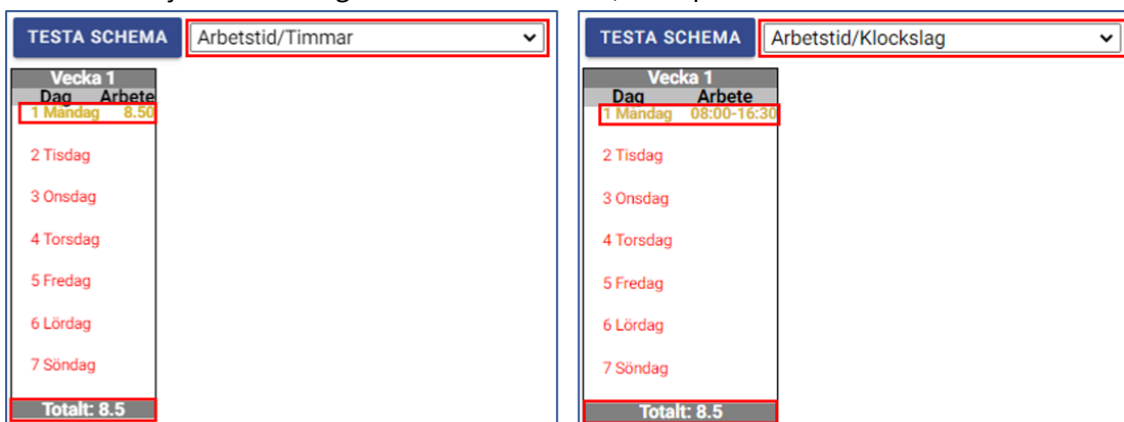 TESTA SCHEMA Arbetstid/Timmar
Vecka 1
Dag Arbete
1 Måndag 8.50
2 Tisdag
3 Onsdag
4 Torsdag
5 Fredag
6 Lördag
7 Söndag
Totalt: 8.5
TESTA SCHEMA Arbetstid/Klockslag
Vecka 1
Dag Arbete
1 Måndag 08:00-16:30
2 Tisdag
3 Onsdag
4 Torsdag
5 Fredag
6 Lördag
7 Söndag
Totalt: 8.5